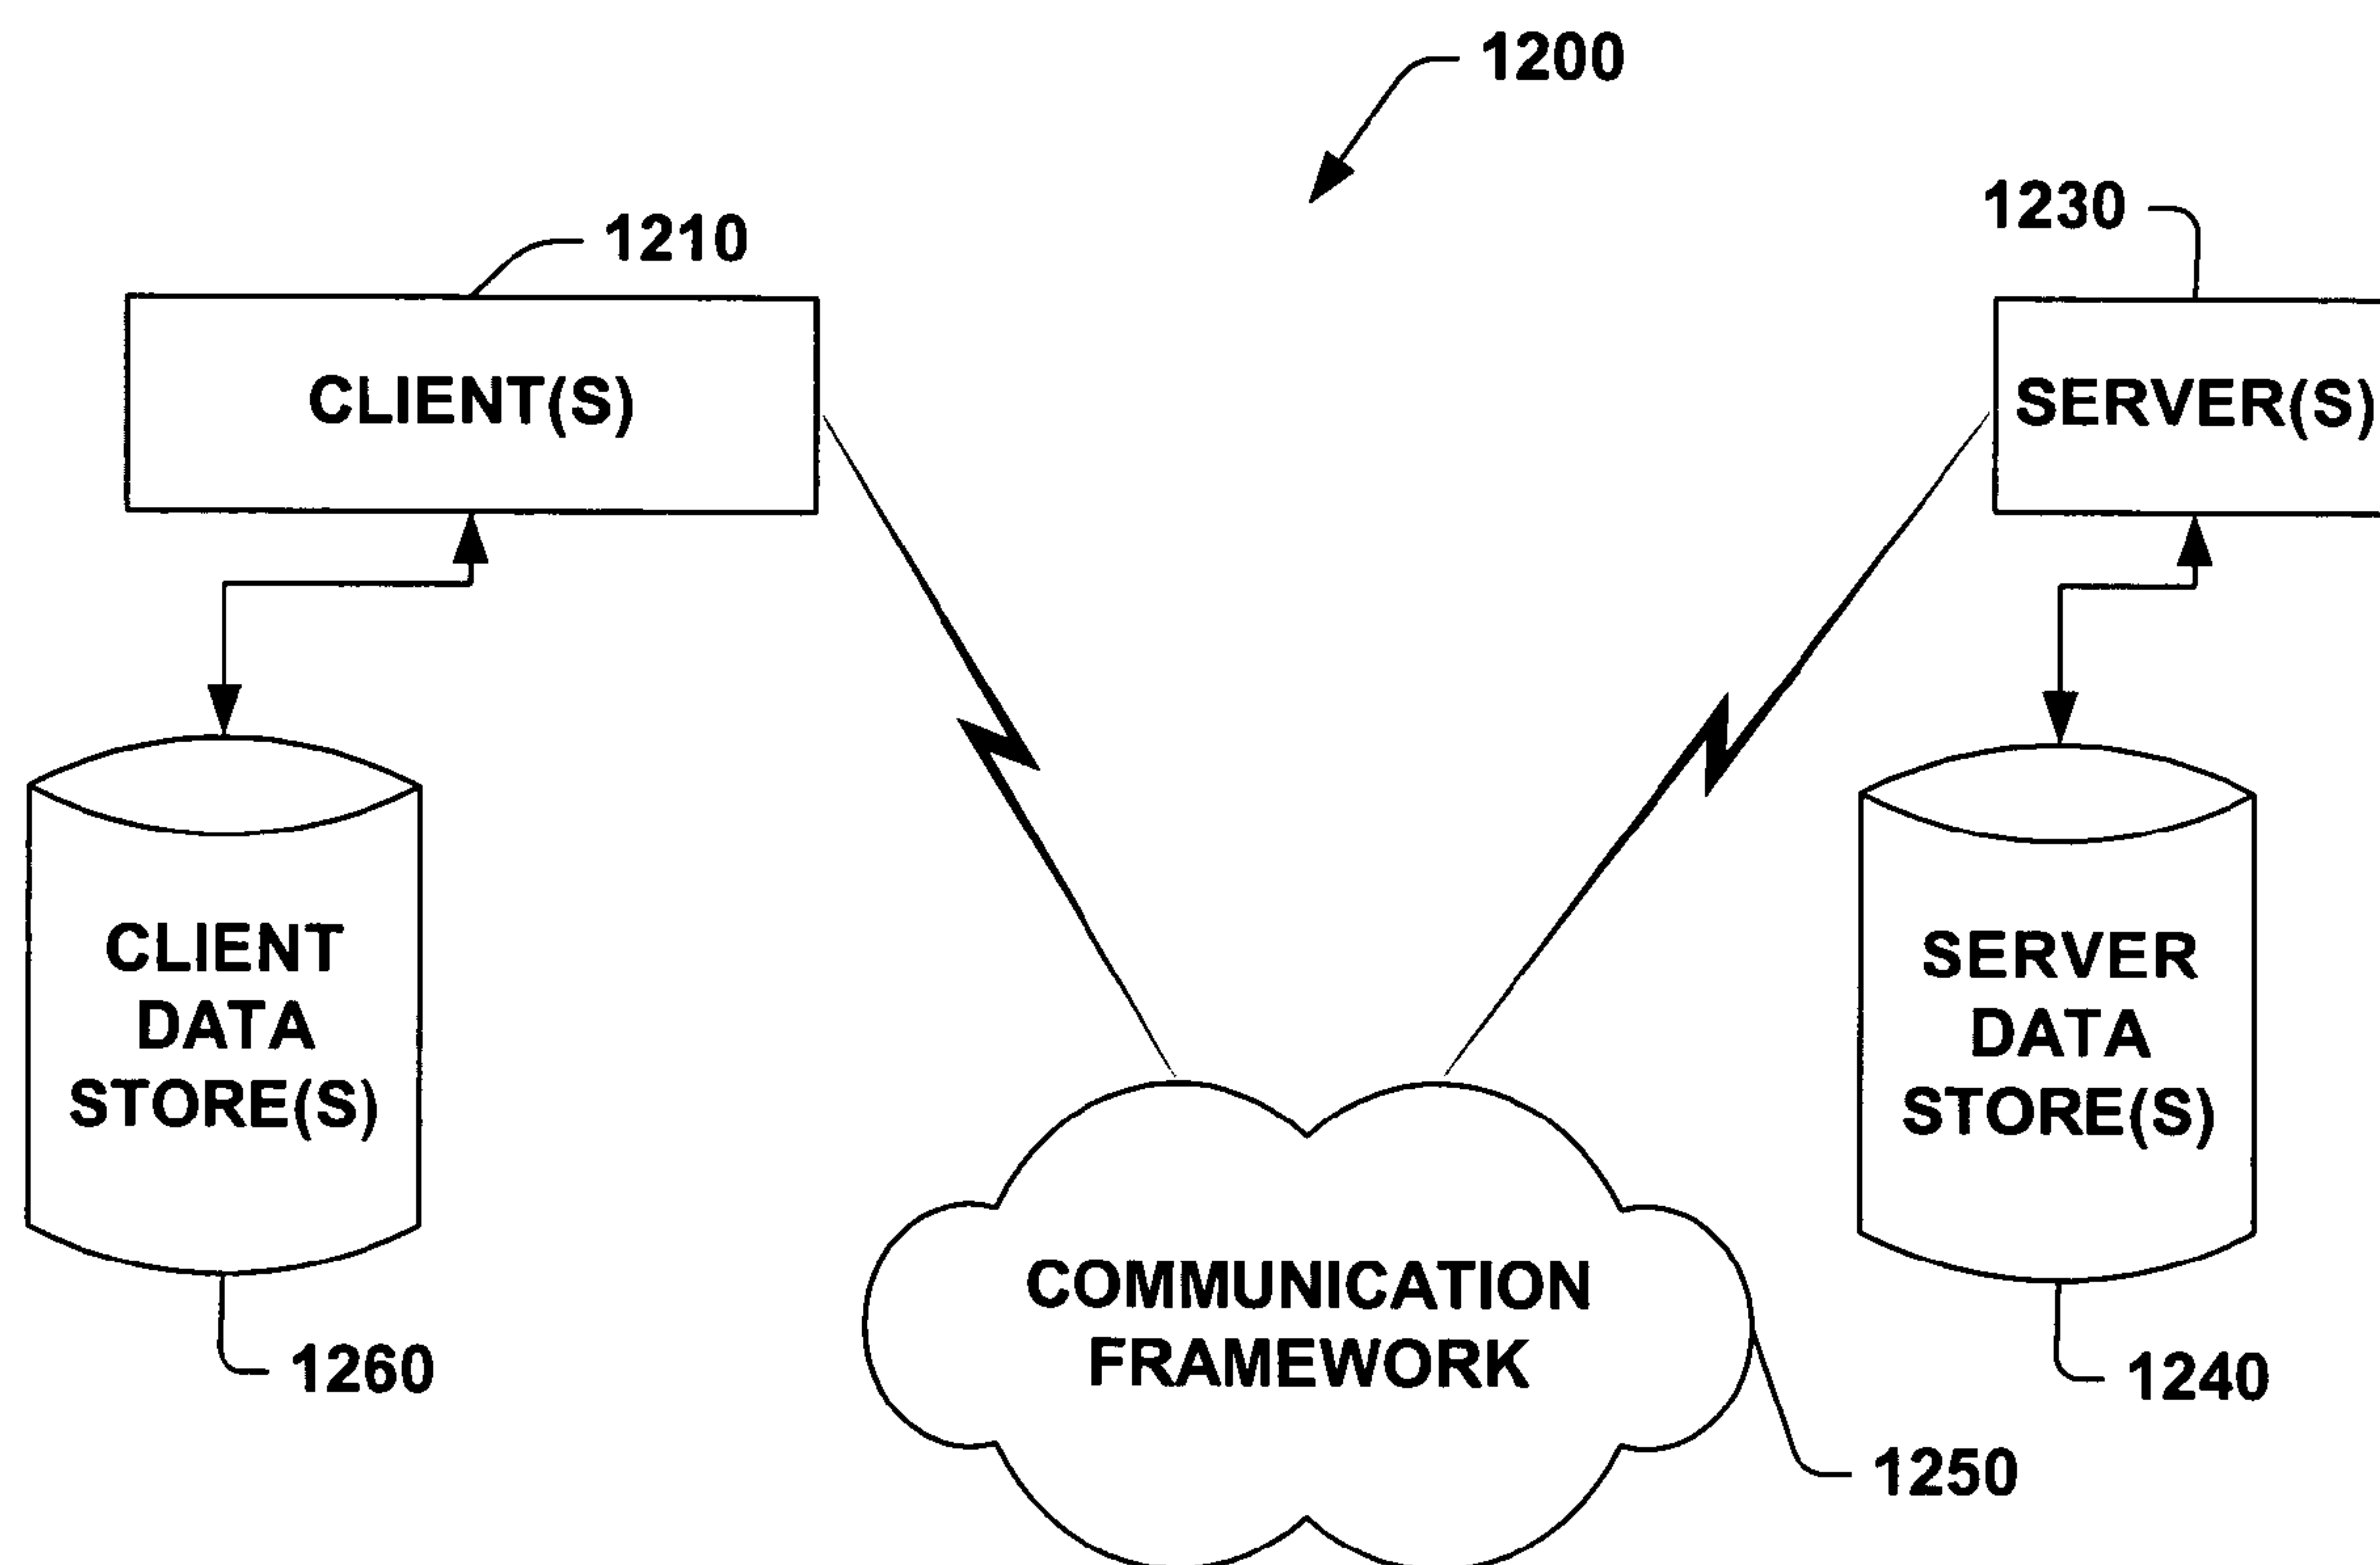 1200
1210
1230
CLIENT(S)
SERVER(S)
CLIENT
DATA
STORE(S)
SERVER
DATA
STORE(S)
COMMUNICATION
FRAMEWORK
1260
1240
1250